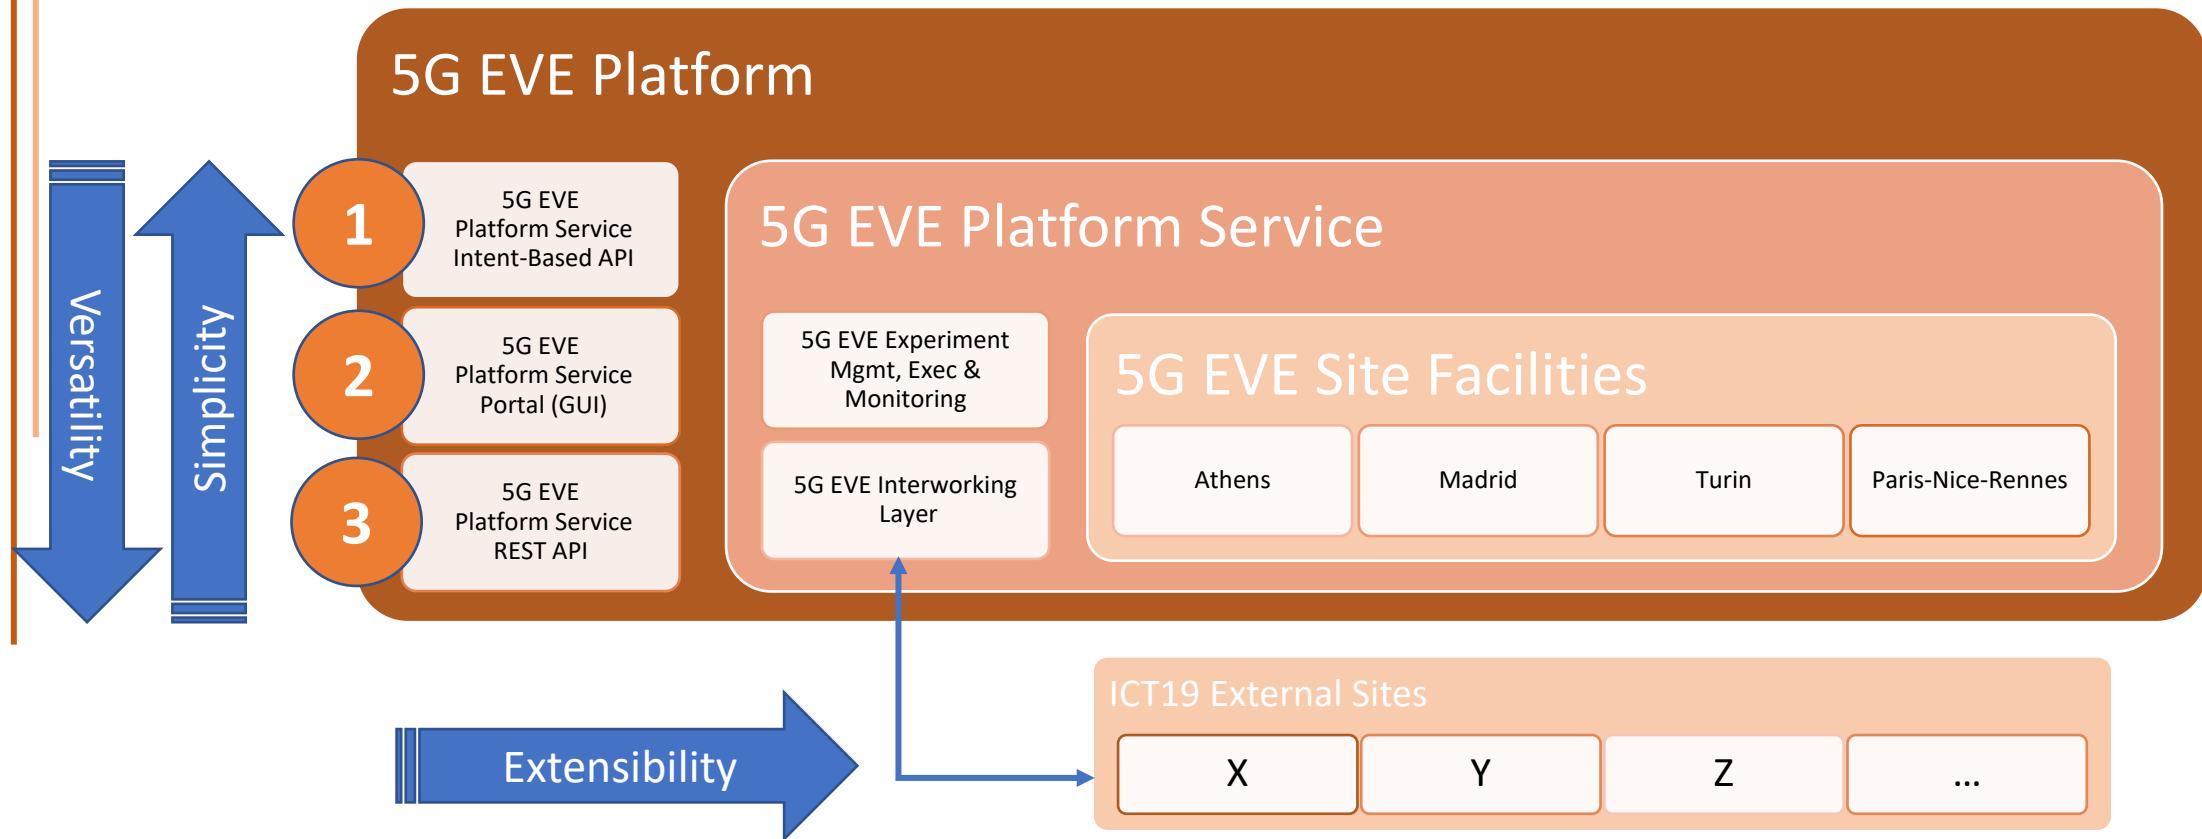 5G EVE Platform
Versatillity
Simplicity
1
5G EVE
Platform Service
Intent-Based API
2
5G EVE
Platform Service
Portal (GUI)
3
5G EVE
Platform Service
REST API
5G EVE Platform Service
5G EVE Experiment
Mgmt, Exec &
Monitoring
5G EVE Interworking
Layer
5G EVE Site Facilities
Athens
Madrid
Turin
Paris-Nice-Rennes
Extensibility
ICT19 External Sites
X
Y
Z
...